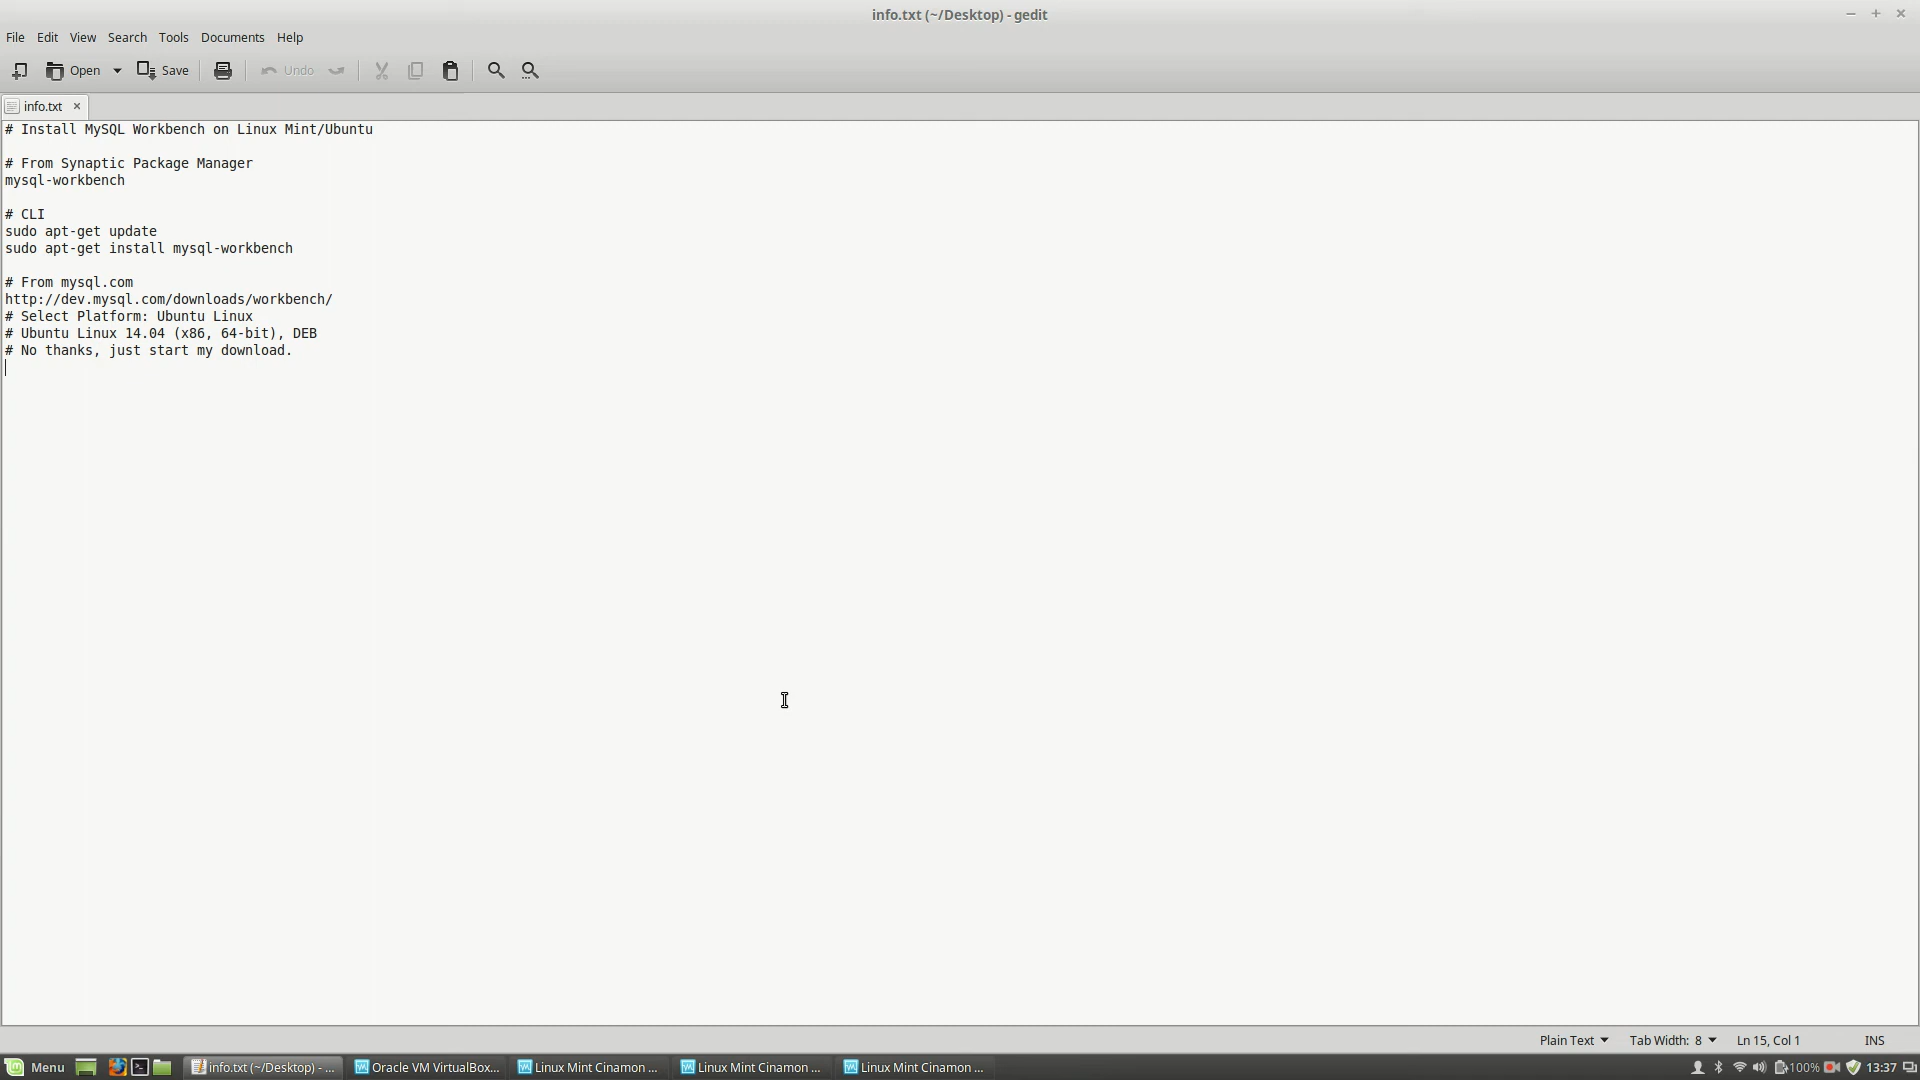 info.txt (~/Desktop) - gedit
File Edit View Search Tools Documents Help
Open Save Undo
info.txt
# Install MySQL Workbench on Linux Mint/Ubuntu
# From Synaptic Package Manager
mysql-workbench
# CLI
sudo apt-get update
sudo apt-get install mysql-workbench
# From mysql.com
http://dev.mysql.com/downloads/workbench/
# Select Platform: Ubuntu Linux
# Ubuntu Linux 14.04 (x86, 64-bit), DEB
# No thanks, just start my download.
Plain Text Tab Width: 8 Ln 15, Col 1 INS
Menu info.txt (~/Desktop) - ... Oracle VM VirtualBox... Linux Mint Cinamon ... Linux Mint Cinamon ... Linux Mint Cinamon ... 100% 13:37